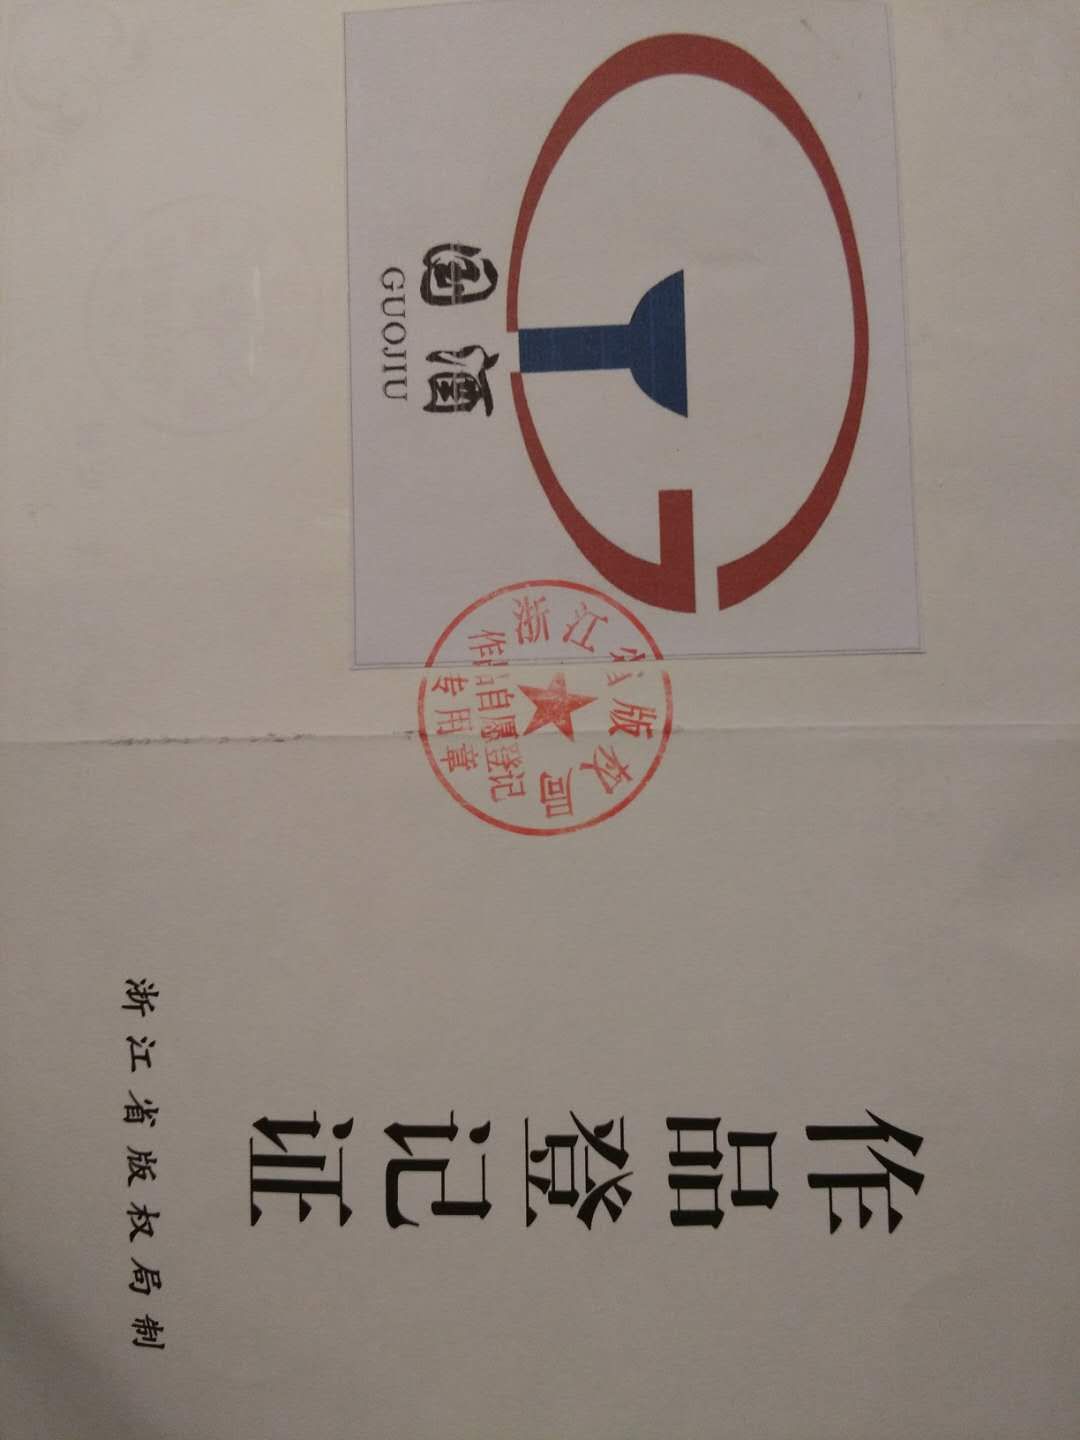 国酒
GUOJIU
浙江省版权局
作品自愿登记
专用章
作品登记证
浙江省版权局制